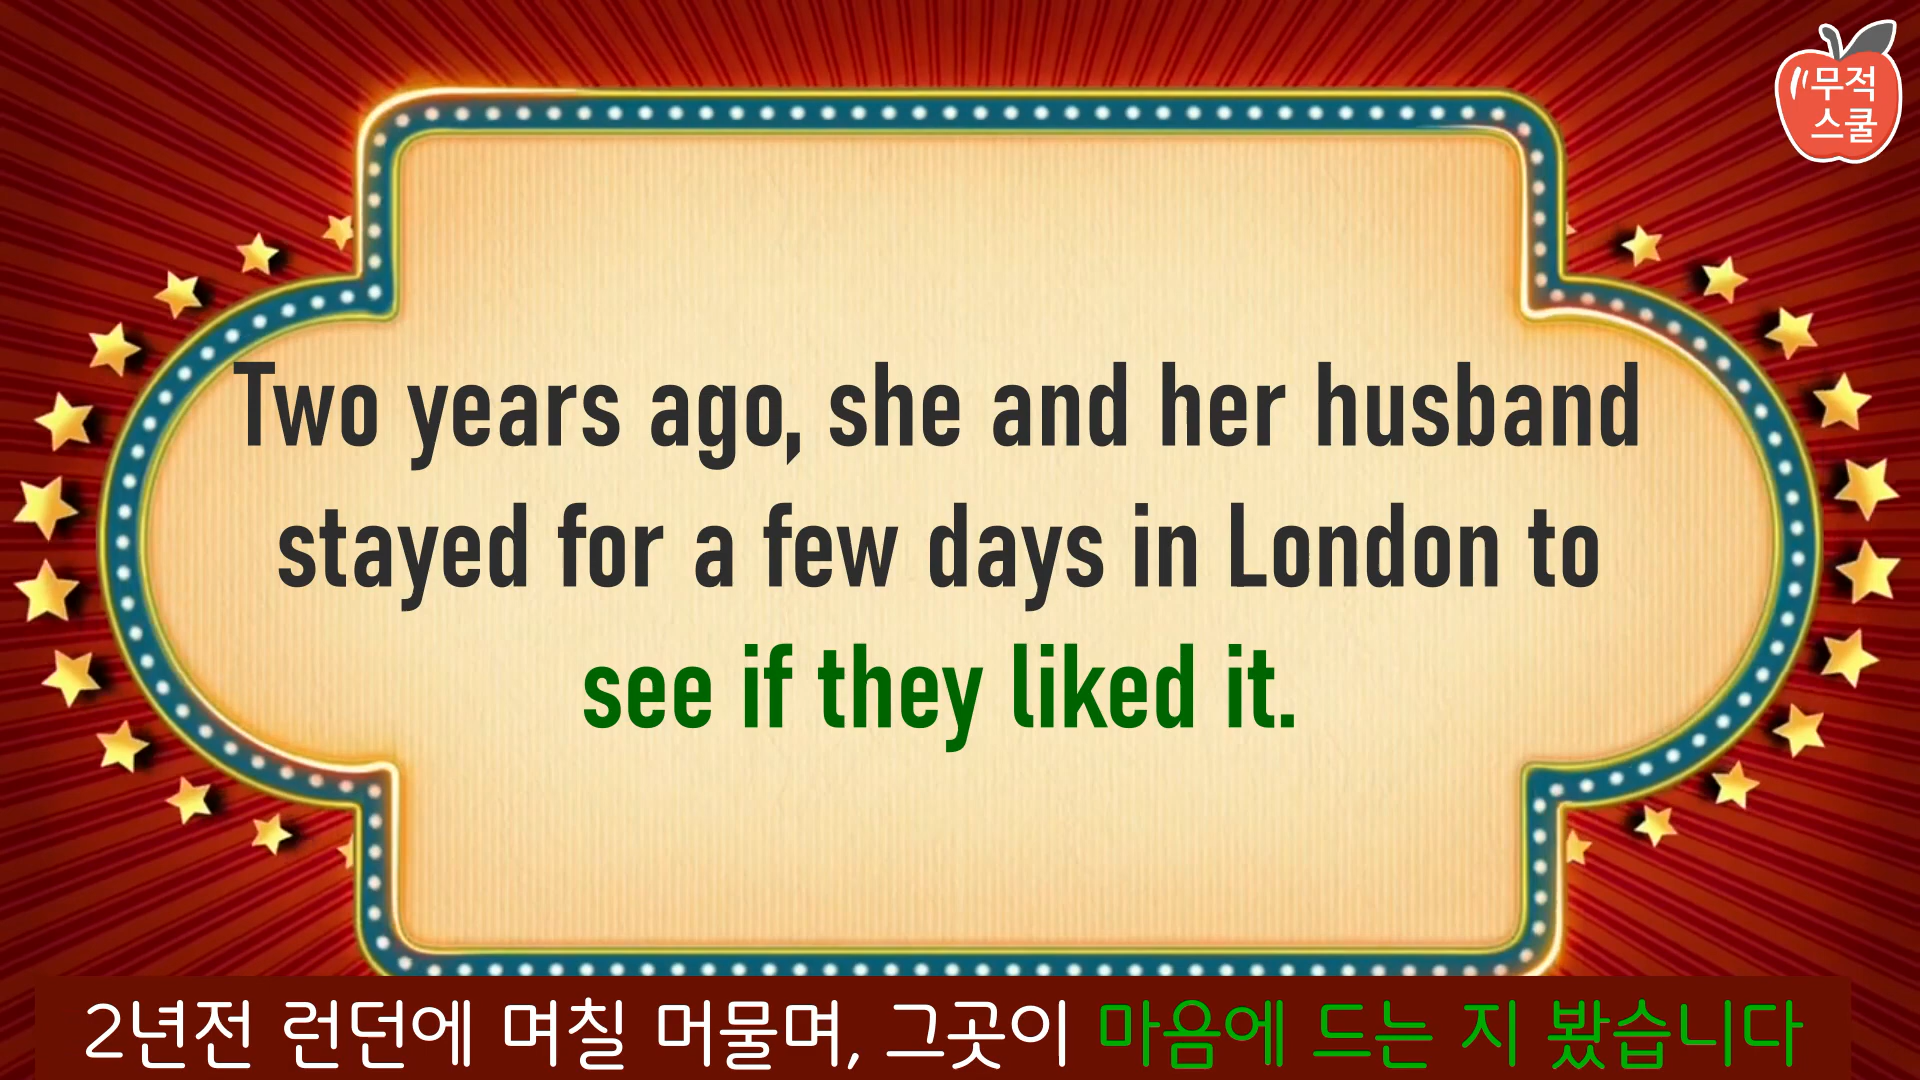 무적
스쿨
Two years ago, she and her husband
stayed for a few days in London to
see if they liked it.
2년전 런던에 며칠 머물며, 그곳이 마음에 드는 지 봤습니다